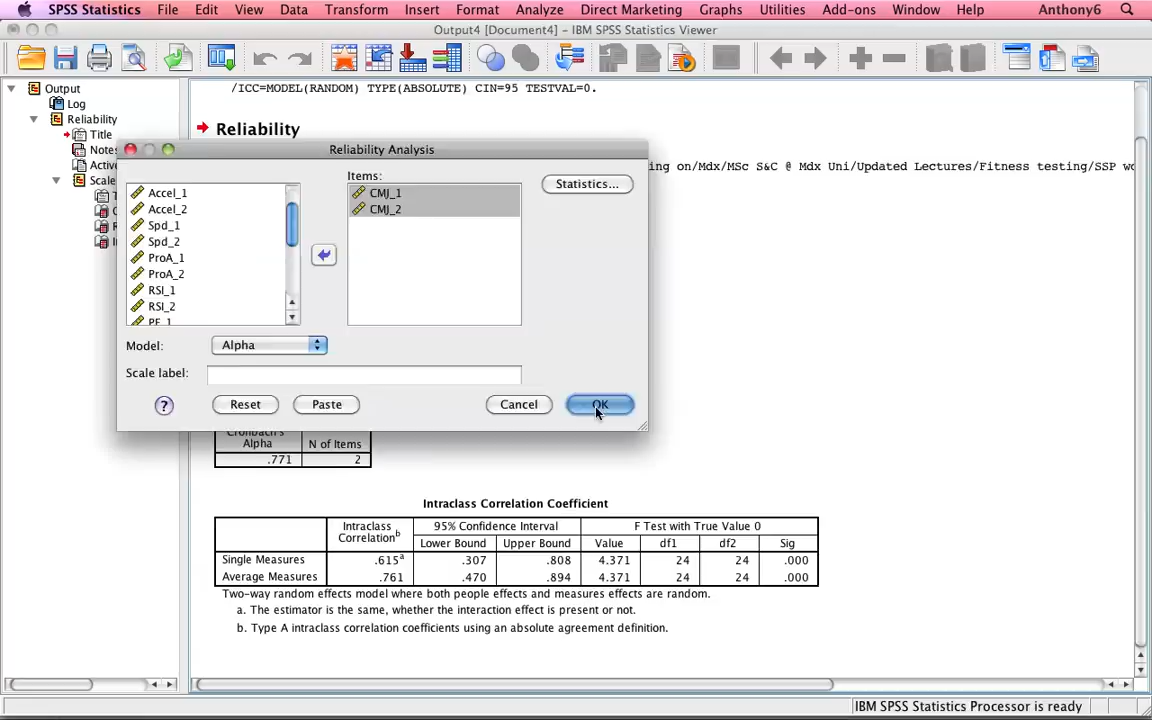 SPSS Statistics File Edit View Data Transform Insert Format Analyze Direct Marketing Graphs Utilities Add-ons Window Help Anthony6
Output4 [Document4] – IBM SPSS Statistics Viewer
Output
Log
Reliability
Title
Notes
Active
Scale
/ICC=MODEL(RANDOM) TYPE(ABSOLUTE) CIN=95 TESTVAL=0.
Reliability
ng on/Mdx/MSc S&C @ Mdx Uni/Updated Lectures/Fitness testing/SSP wo
Reliability Analysis
Accel_1
Accel_2
Spd_1
Spd_2
ProA_1
ProA_2
RSI_1
RSI_2
Items:
CMJ_1
CMJ_2
Statistics...
Model: Alpha
Scale label:
? Reset Paste Cancel OK
Cronbach's
Alpha N of Items
.771 2
Intraclass Correlation Coefficient
Intraclass 95% Confidence Interval F Test with True Value 0
Correlation b Lower Bound Upper Bound Value df1 df2 Sig
Single Measures .615a .307 .808 4.371 24 24 .000
Average Measures .761 .470 .894 4.371 24 24 .000
Two-way random effects model where both people effects and measures effects are random.
a. The estimator is the same, whether the interaction effect is present or not.
b. Type A intraclass correlation coefficients using an absolute agreement definition.
IBM SPSS Statistics Processor is ready